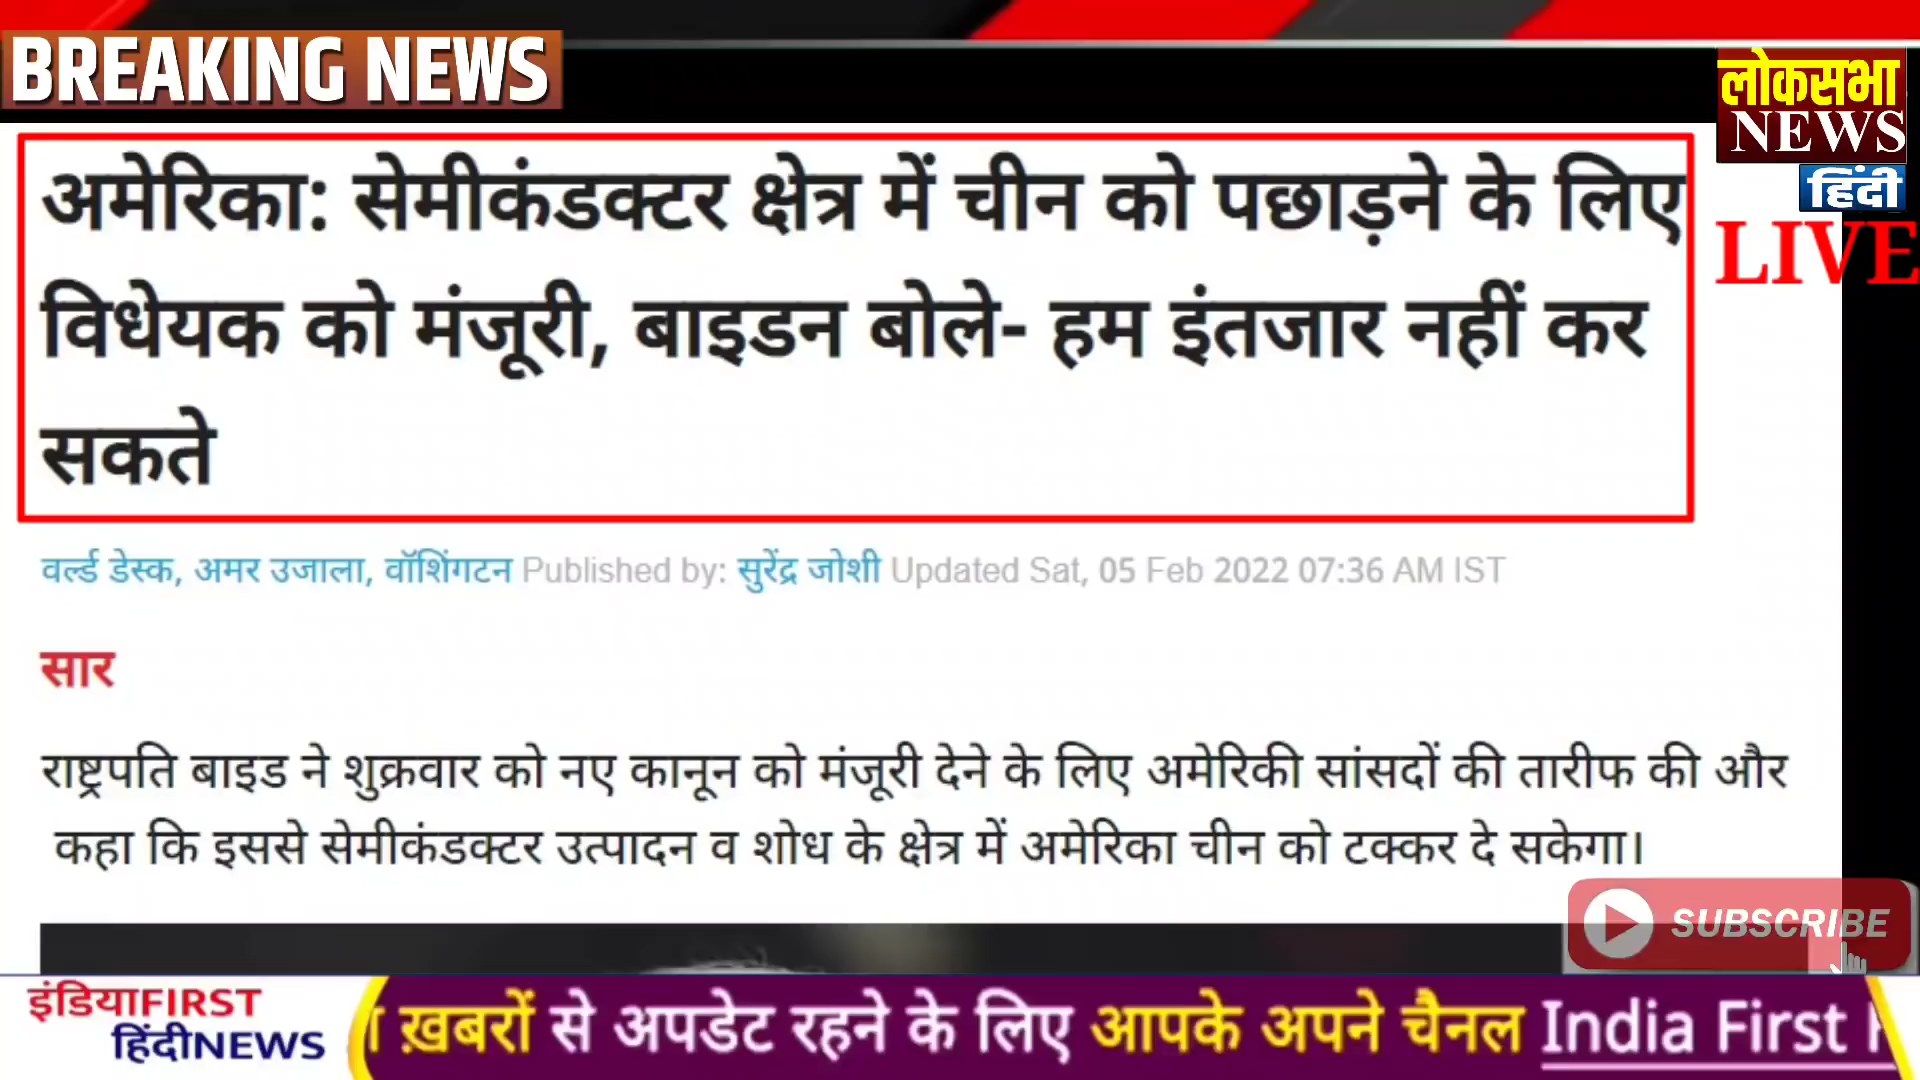 BREAKING NEWS
लोकसभा
NEWS
हिंदी
LIVE
अमेरिका: सेमीकंडक्टर क्षेत्र में चीन को पछाड़ने के लिए
विधेयक को मंजूरी, बाइडन बोले- हम इंतजार नहीं कर
सकते
वर्ल्ड डेस्क, अमर उजाला, वॉशिंगटन Published by: सुरेंद्र जोशी Updated Sat, 05 Feb 2022 07:36 AM IST
सार
राष्ट्रपति बाइड ने शुक्रवार को नए कानून को मंजूरी देने के लिए अमेरिकी सांसदों की तारीफ की और
कहा कि इससे सेमीकंडक्टर उत्पादन व शोध के क्षेत्र में अमेरिका चीन को टक्कर दे सकेगा।
SUBSCRIBE
इंडियाFIRST
हिंदीNEWS
ख़बरों से अपडेट रहने के लिए आपके अपने चैनल India First